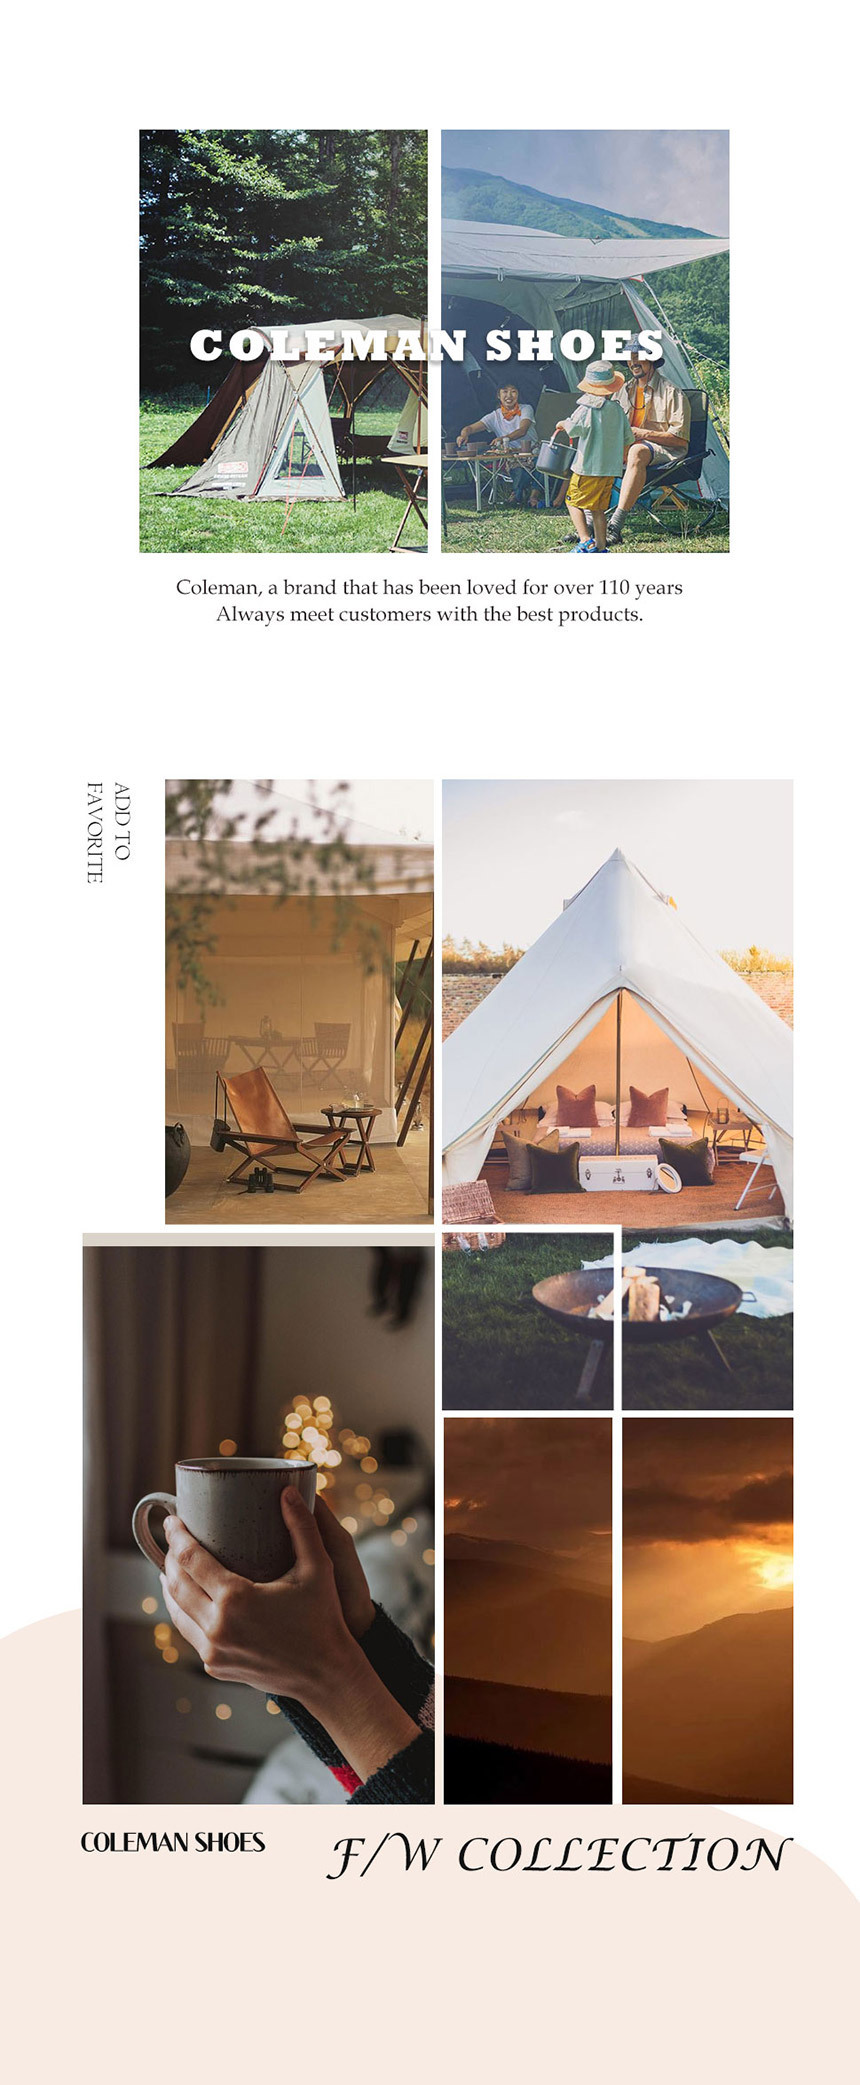 COLEMAN SHOES
Coleman, a brand that has been loved for over 110 years
Always meet customers with the best products.
ADD TO
FAVORITE
COLEMAN SHOES
F/W COLLECTION